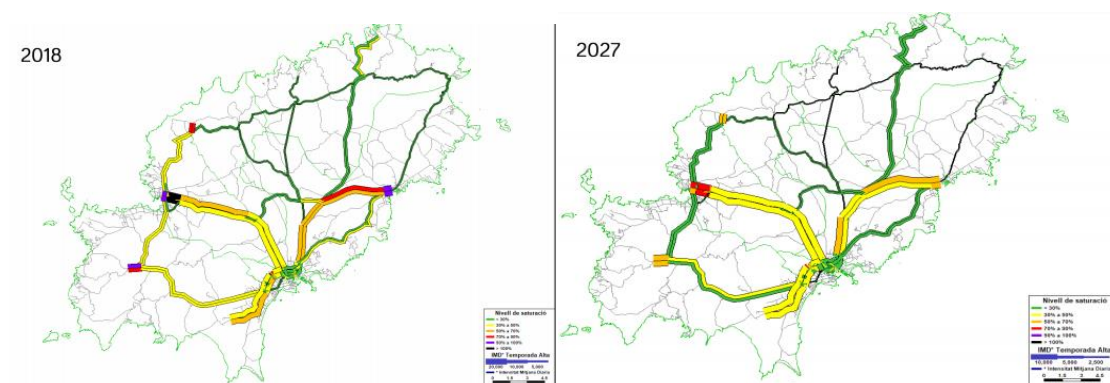 2018
Nivell de saturació
< 30%
30% a 50%
50% a 70%
70% a 90%
90% a 100%
> 100%
IMD* Temporada Alta
20,000 10,000 5,000
* Intensitat Mitjana Diaria
2027
Nivell de saturació
< 30%
30% a 50%
50% a 70%
70% a 90%
90% a 100%
> 100%
IMD* Temporada Alta
10,000 5,000 2,500
* Intensitat Mitjana Diaria